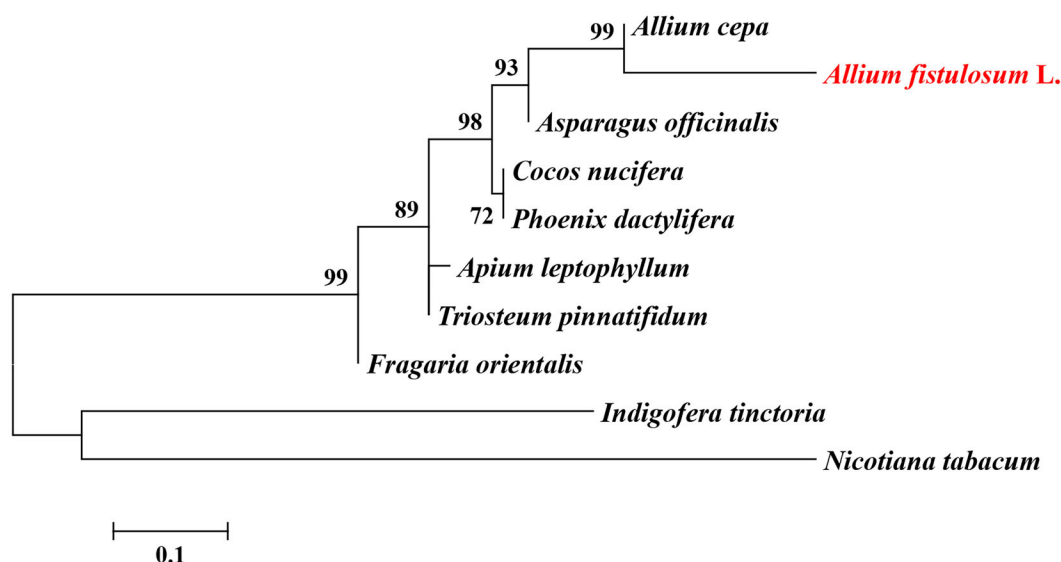 99
Allium cepa
93
Allium fistulosum L.
98
Asparagus officinalis
Cocos nucifera
72
Phoenix dactylifera
89
Apium leptophyllum
99
Triosteum pinnatifidum
Fragaria orientalis
Indigofera tinctoria
Nicotiana tabacum
0.1